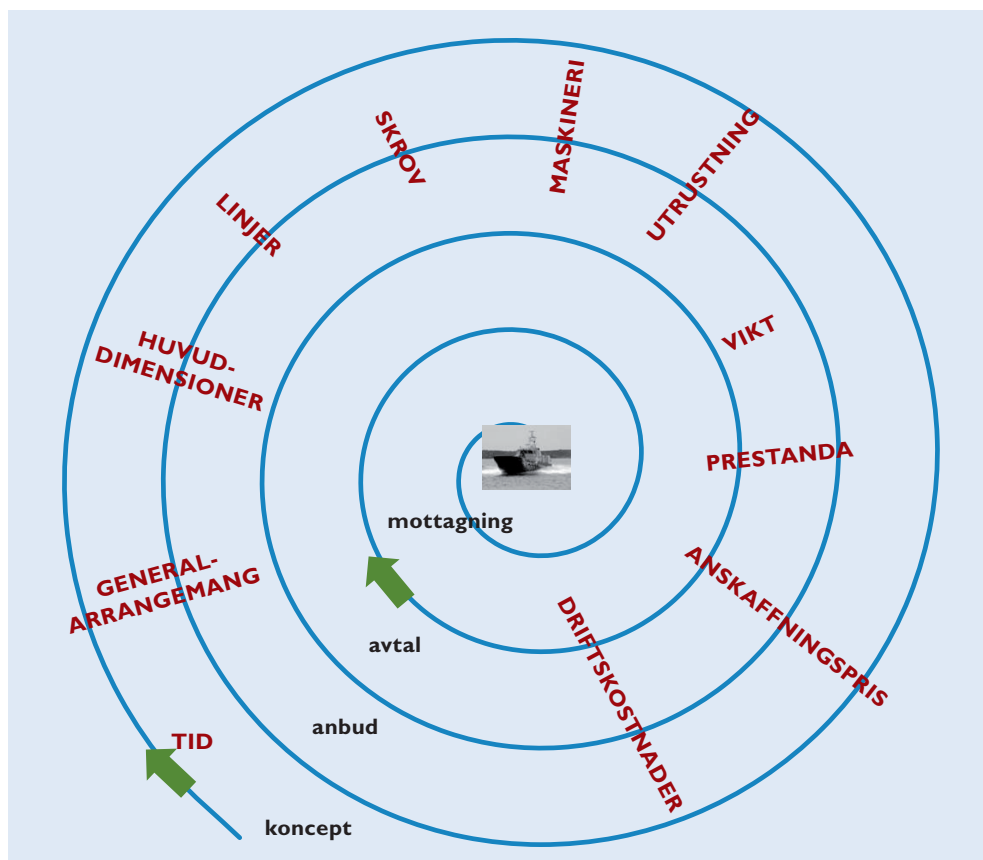 MASKINERI
SKROV
UTRUSTNING
LINJER
VIKT
HUVUD-
DIMENSIONER
PRESTANDA
mottagning
GENERAL-
ARRANGEMANG
ANSKAFFNINGSPRIS
avtal
DRIFTSKOSTNADER
anbud
TID
koncept